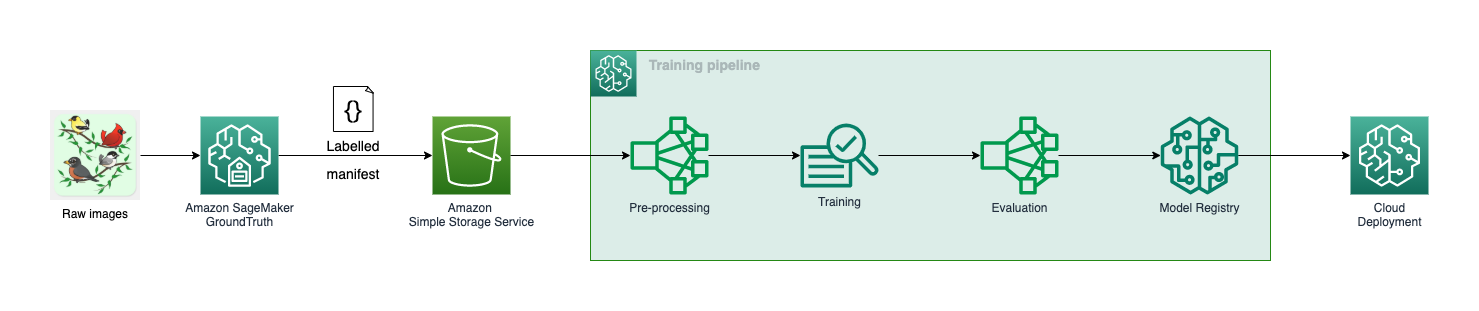 Training pipeline
{}
Labelled
manifest
Raw images
Amazon SageMaker
GroundTruth
Amazon
Simple Storage Service
Pre-processing
Training
Evaluation
Model Registry
Cloud
Deployment